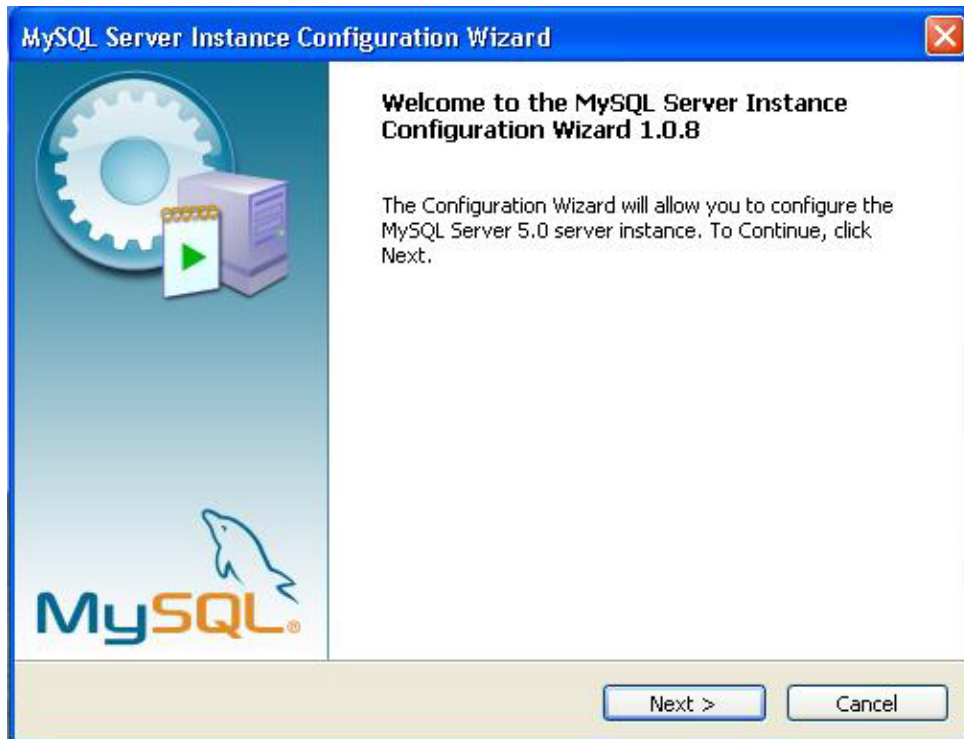 MySQL Server Instance Configuration Wizard
Welcome to the MySQL Server Instance
Configuration Wizard 1.0.8
The Configuration Wizard will allow you to configure the
MySQL Server 5.0 server instance. To Continue, click
Next.
MySQL®
Next >
Cancel